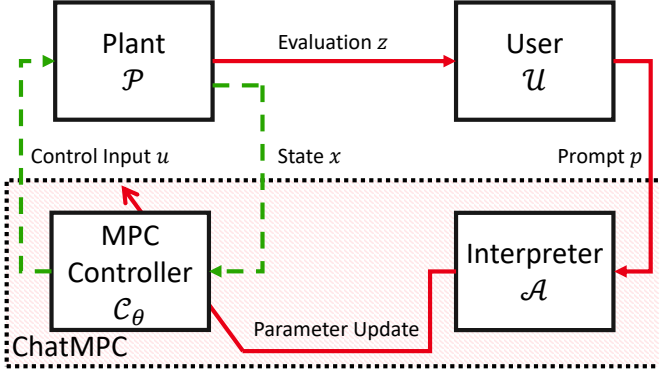 Plant
𝒫
Evaluation z
User
𝒰
Control Input u
State x
Prompt p
MPC
Controller
𝒞θ
Interpreter
𝒜
Parameter Update
ChatMPC